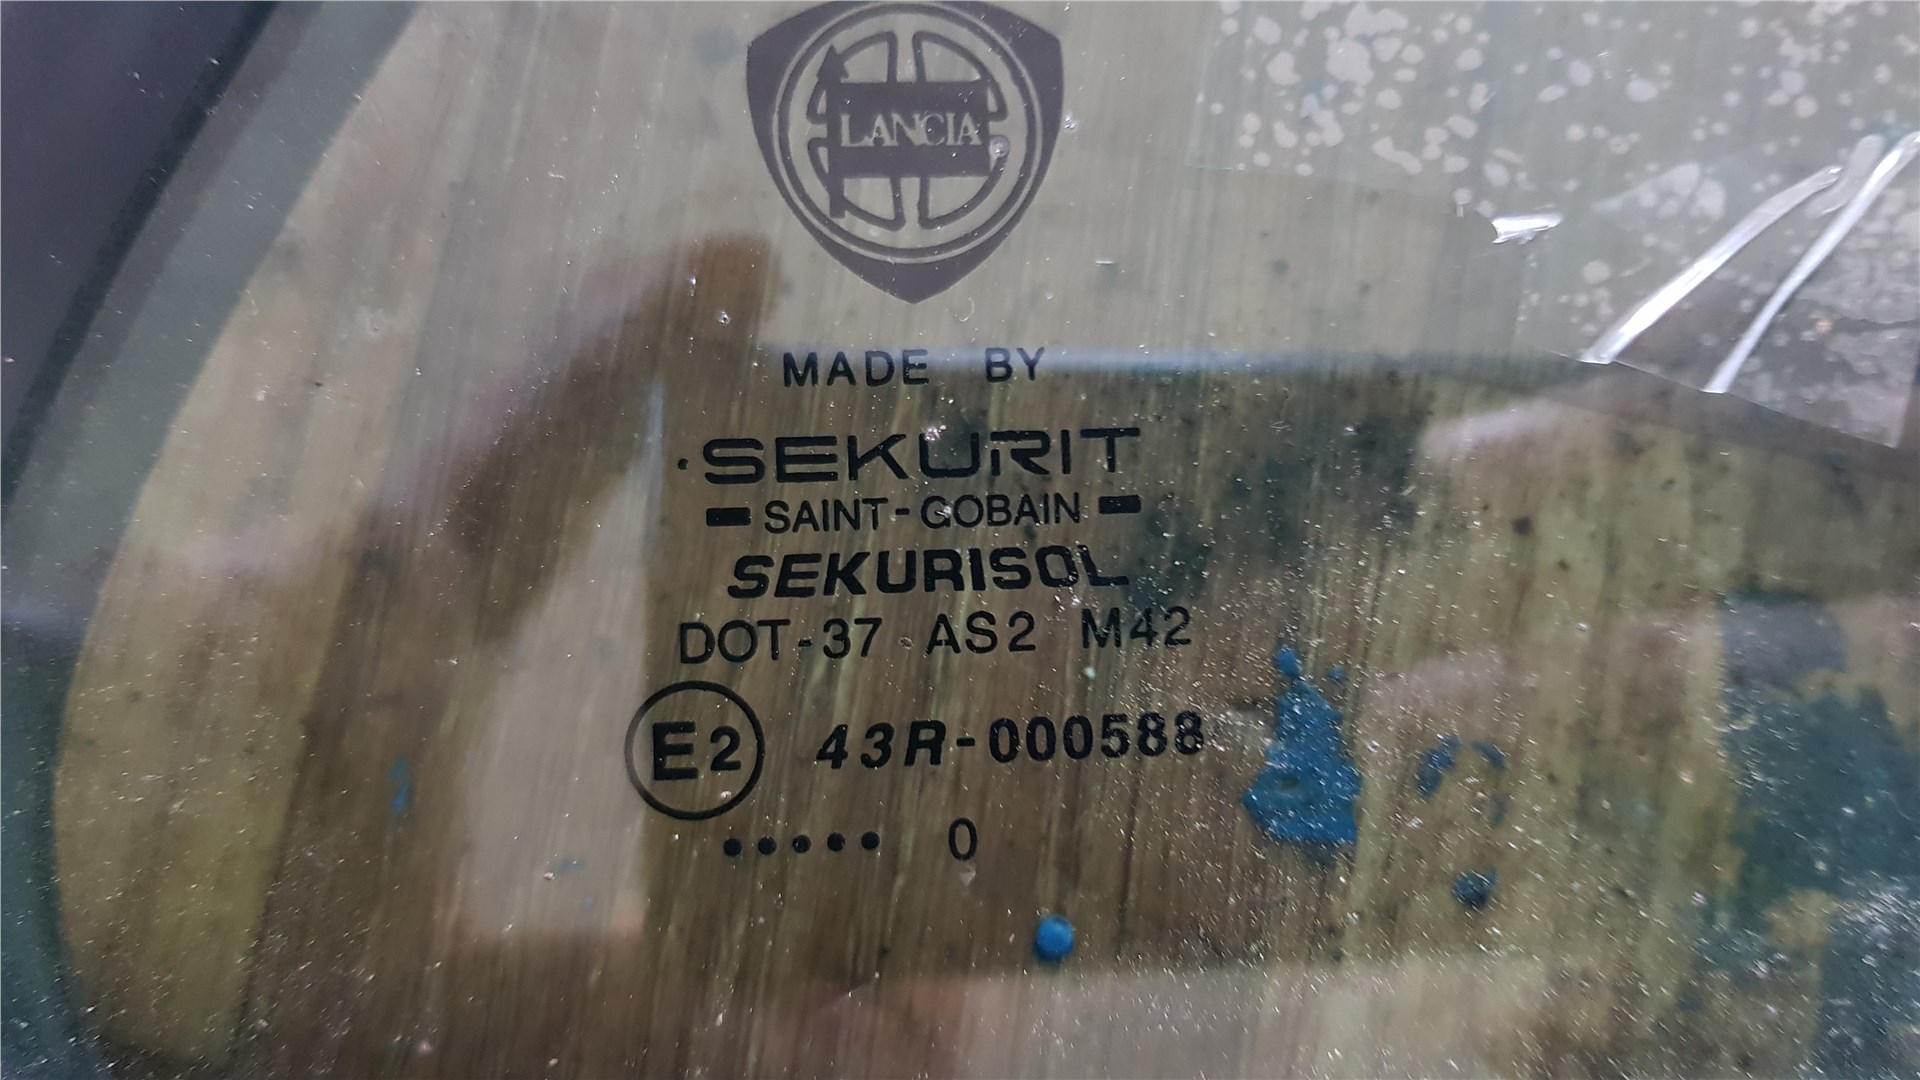 LANCIA
MADE BY
SEKURIT
SAINT-GOBAIN
SEKURISOL
DOT-37 AS2 M42
E2 43R-000588
..... 0